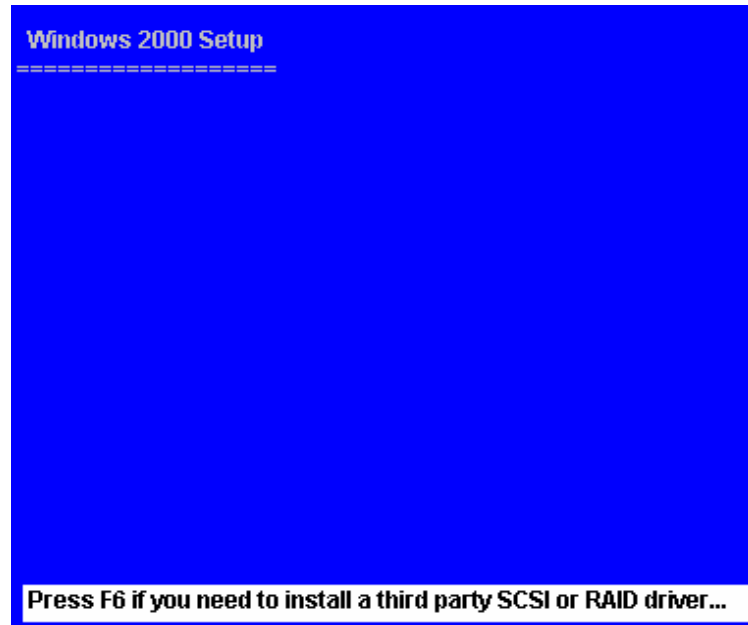 Windows 2000 Setup
===================
Press F6 if you need to install a third party SCSI or RAID driver...